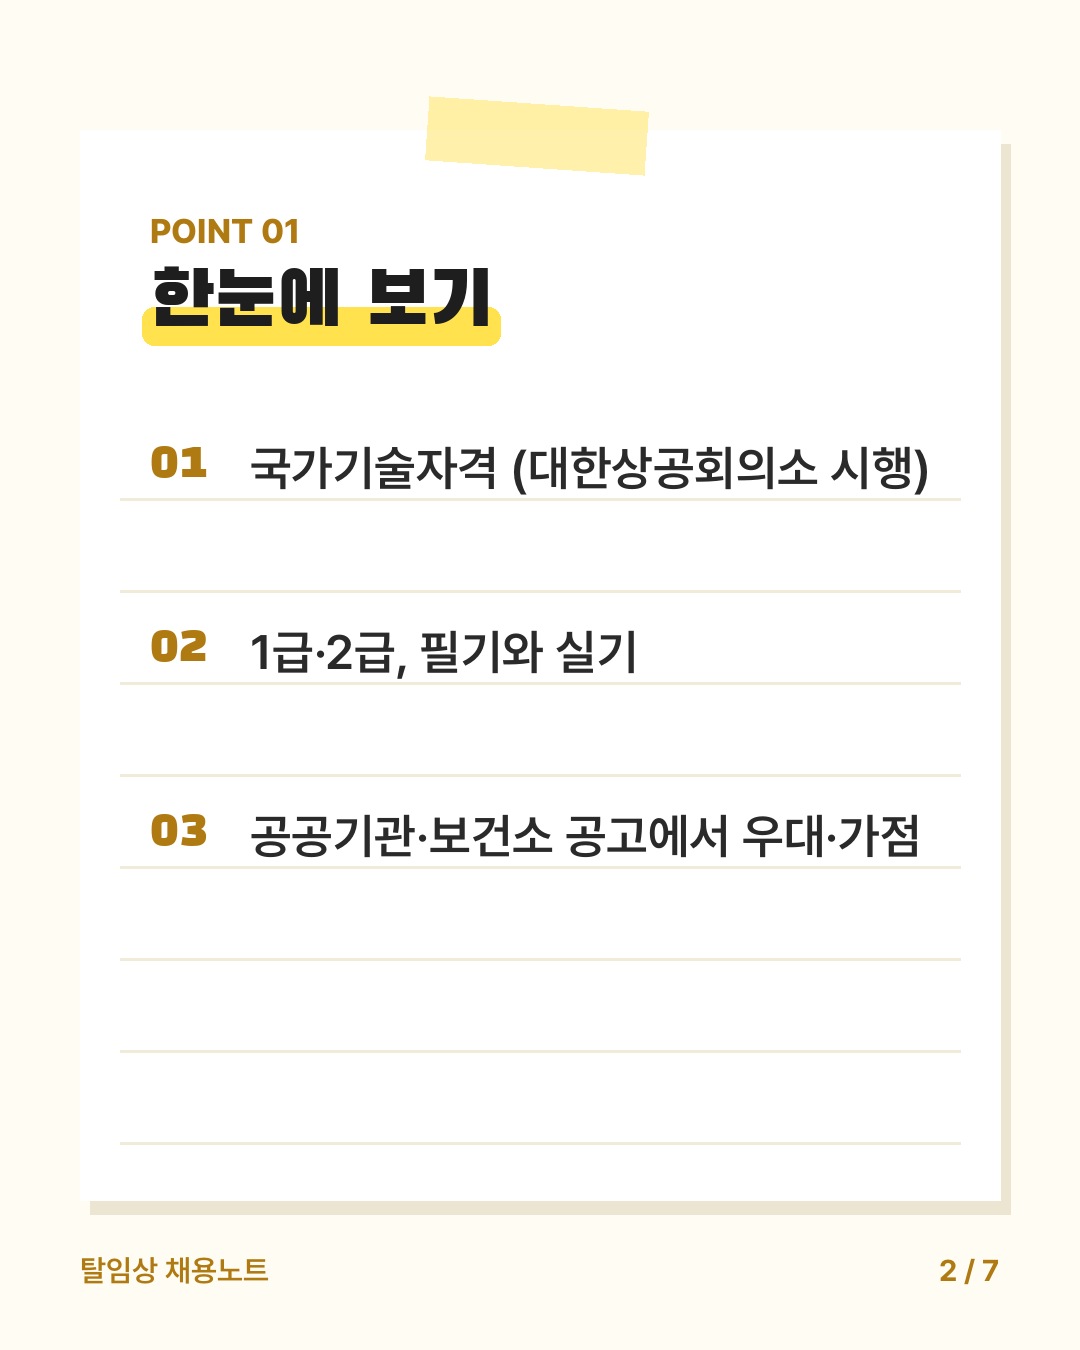 POINT 01
한눈에 보기
01 국가기술자격 (대한상공회의소 시행)
02 1급·2급, 필기와 실기
03 공공기관·보건소 공고에서 우대·가점
탈임상 채용노트
2 / 7